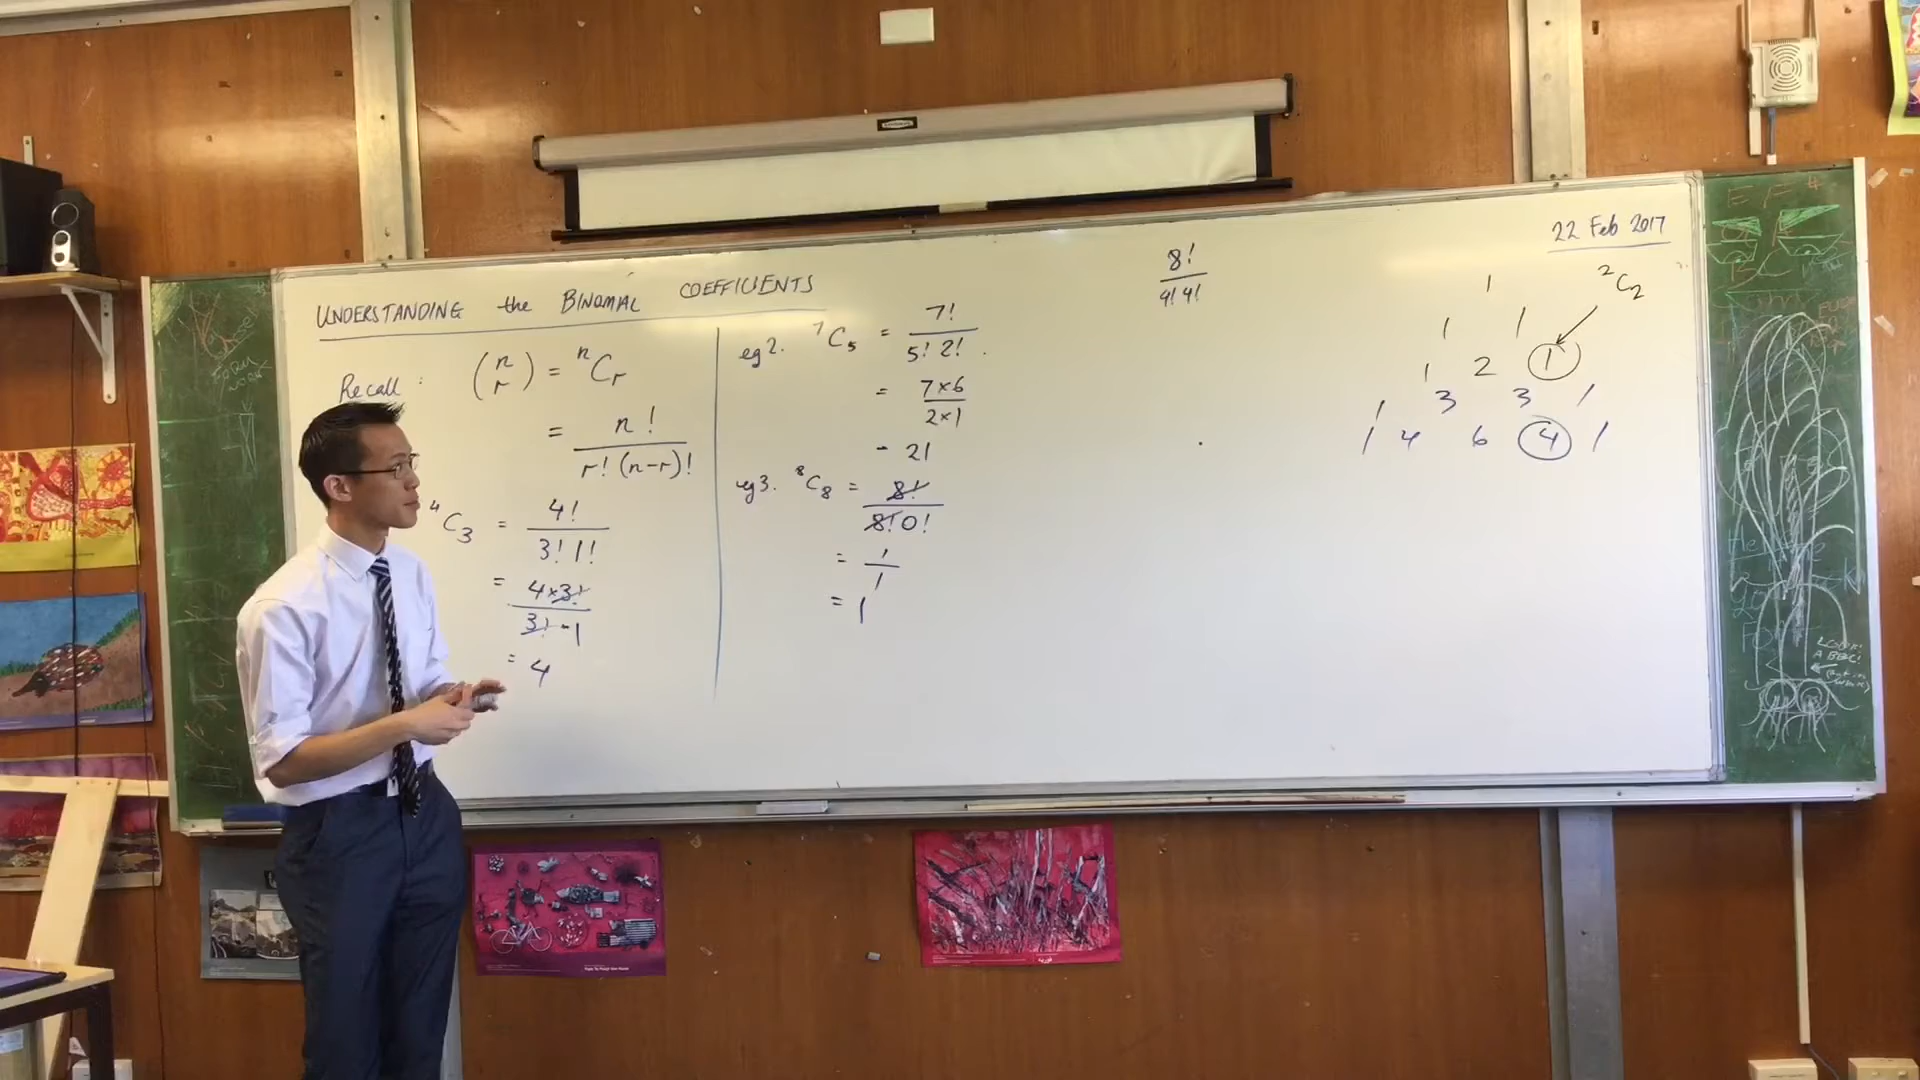 UNDERSTANDING the BINOMIAL COEFFICIENTS
Recall :
(n r) = ⁿCᵣ
= n! / r! (n-r)!
⁴C₃ = 4! / 3! 1!
= 4×3! / 3! - 1
= 4
eg 2. ⁷C₅ = 7! / 5! 2!
= 7×6 / 2×1
= 21
eg 3. ⁸C₈ = 8! / 8! 0!
= 1 / 1
= 1
8! / 4! 4!
22 Feb 2017
²C₂
1
1 1
1 2 1
1 3 3 1
1 4 6 4 1
LOOK!